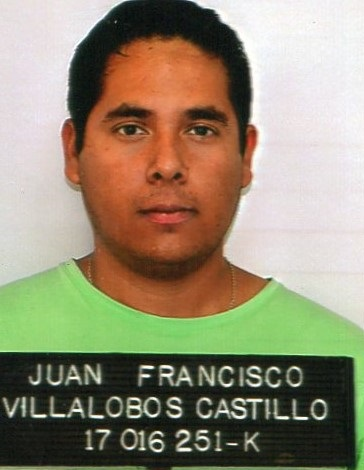 JUAN FRANCISCO
VILLALOBOS CASTILLO
17 016 251-K